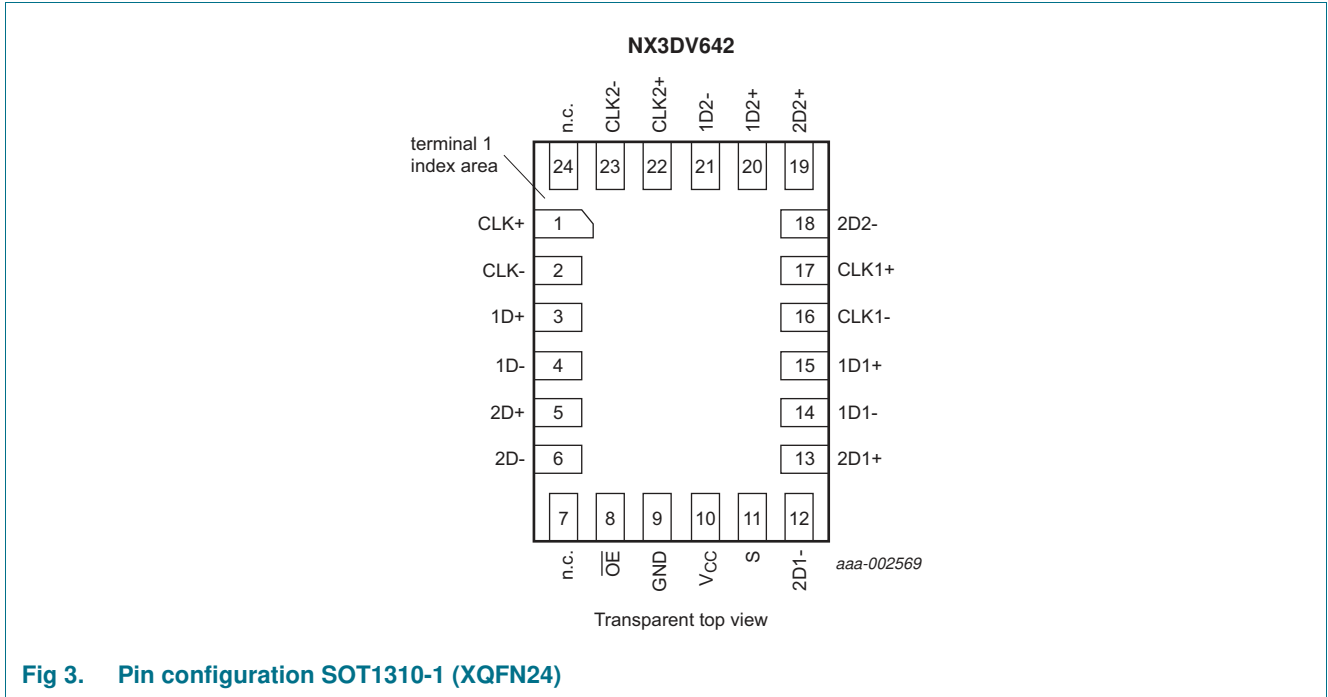 NX3DV642
n.c.
CLK2-
CLK2+
1D2-
1D2+
2D2+
terminal 1
index area
24 23 22 21 20 19
CLK+ 1 18 2D2-
CLK- 2 17 CLK1+
1D+ 3 16 CLK1-
1D- 4 15 1D1+
2D+ 5 14 1D1-
2D- 6 13 2D1+
7 8 9 10 11 12
n.c.
OE
GND
VCC
S
2D1-
aaa-002569
Transparent top view
Fig 3. Pin configuration SOT1310-1 (XQFN24)